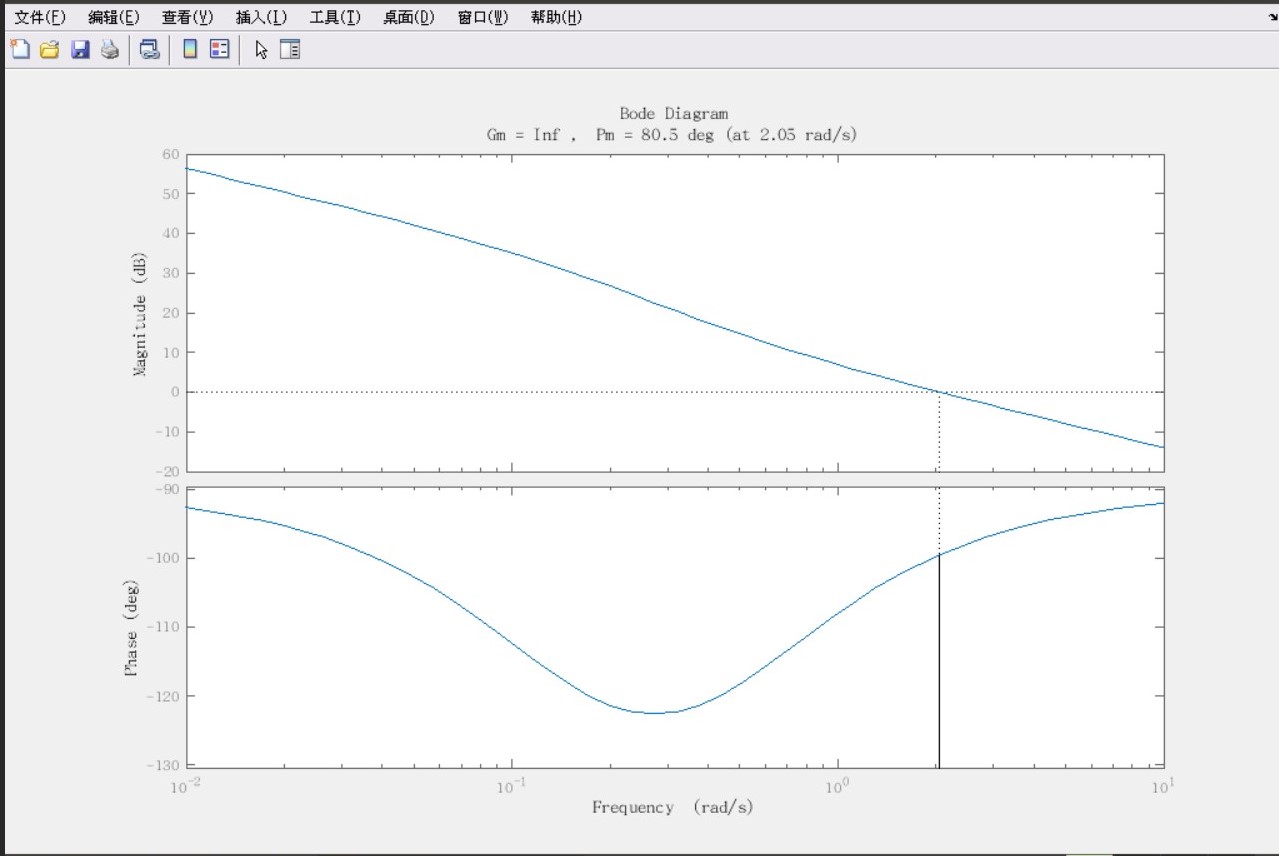 文件(F) 编辑(E) 查看(V) 插入(I) 工具(T) 桌面(D) 窗口(W) 帮助(H)
Bode Diagram
Gm = Inf , Pm = 80.5 deg (at 2.05 rad/s)
60
50
40
30
20
10
0
-10
-20
Magnitude (dB)
-90
-100
-110
-120
-130
Phase (deg)
10^-2 10^-1 10^0 10^1
Frequency (rad/s)